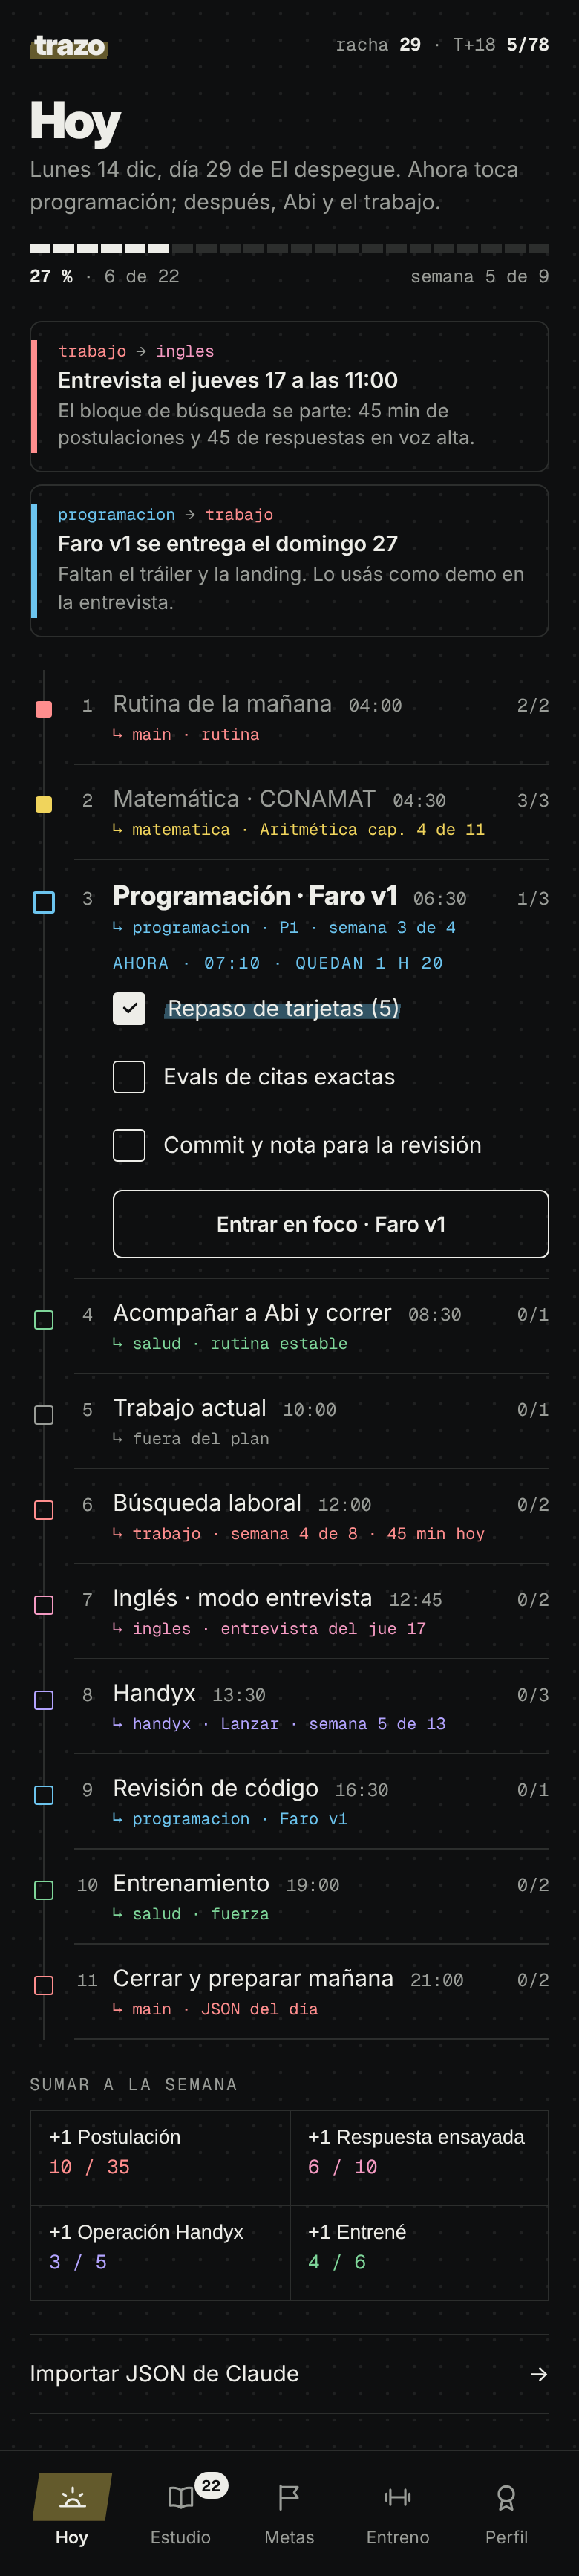 trazo
racha 29 · T+18 5/78
Hoy
Lunes 14 dic, día 29 de El despegue. Ahora toca
programación; después, Abi y el trabajo.
27 % · 6 de 22
semana 5 de 9
trabajo → ingles
Entrevista el jueves 17 a las 11:00
El bloque de búsqueda se parte: 45 min de
postulaciones y 45 de respuestas en voz alta.
programacion → trabajo
Faro v1 se entrega el domingo 27
Faltan el tráiler y la landing. Lo usás como demo en
la entrevista.
1 Rutina de la mañana 04:00 2/2
↳ main · rutina
2 Matemática · CONAMAT 04:30 3/3
↳ matematica · Aritmética cap. 4 de 11
3 Programación · Faro v1 06:30 1/3
↳ programacion · P1 · semana 3 de 4
AHORA · 07:10 · QUEDAN 1 H 20
Repaso de tarjetas (5)
Evals de citas exactas
Commit y nota para la revisión
Entrar en foco · Faro v1
4 Acompañar a Abi y correr 08:30 0/1
↳ salud · rutina estable
5 Trabajo actual 10:00 0/1
↳ fuera del plan
6 Búsqueda laboral 12:00 0/2
↳ trabajo · semana 4 de 8 · 45 min hoy
7 Inglés · modo entrevista 12:45 0/2
↳ ingles · entrevista del jue 17
8 Handyx 13:30 0/3
↳ handyx · Lanzar · semana 5 de 13
9 Revisión de código 16:30 0/1
↳ programacion · Faro v1
10 Entrenamiento 19:00 0/2
↳ salud · fuerza
11 Cerrar y preparar mañana 21:00 0/2
↳ main · JSON del día
SUMAR A LA SEMANA
+1 Postulación
10 / 35
+1 Respuesta ensayada
6 / 10
+1 Operación Handyx
3 / 5
+1 Entrené
4 / 6
Importar JSON de Claude →
22
Hoy
Estudio
Metas
Entreno
Perfil